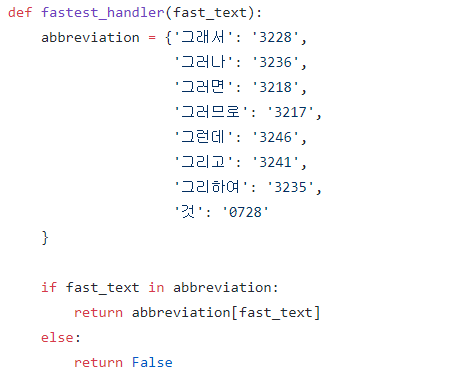 def fastest_handler(fast_text):
    abbreviation = {'그래서': '3228',
                    '그러나': '3236',
                    '그러면': '3218',
                    '그러므로': '3217',
                    '그런데': '3246',
                    '그리고': '3241',
                    '그리하여': '3235',
                    '것': '0728'
    }

    if fast_text in abbreviation:
        return abbreviation[fast_text]
    else:
        return False